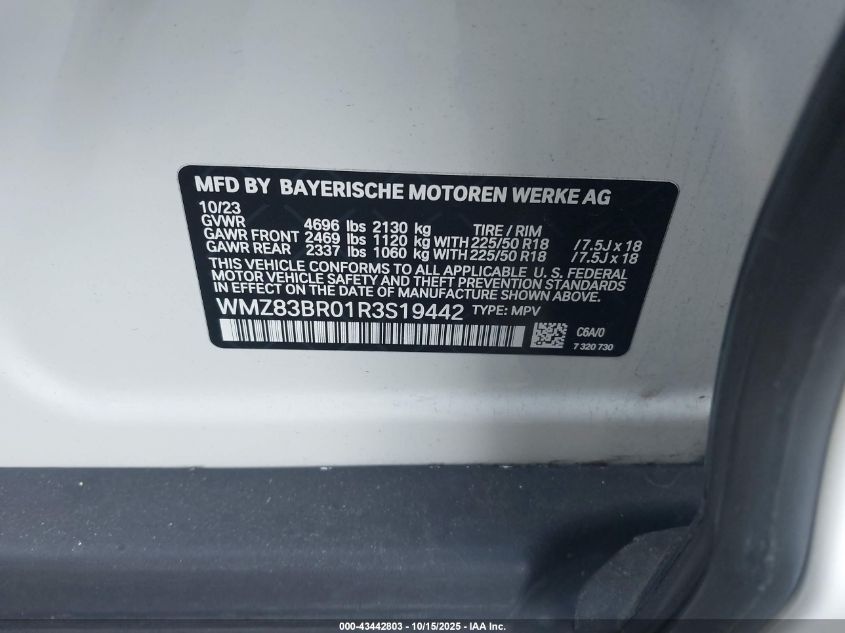 MFD BY BAYERISCHE MOTOREN WERKE AG
10/23
GVWR 4696 lbs 2130 kg TIRE / RIM
GAWR FRONT 2469 lbs 1120 kg WITH 225/50 R18 / 7.5J x 18
GAWR REAR 2337 lbs 1060 kg WITH 225/50 R18 / 7.5J x 18
THIS VEHICLE CONFORMS TO ALL APPLICABLE U. S. FEDERAL
MOTOR VEHICLE SAFETY AND THEFT PREVENTION STANDARDS
IN EFFECT ON THE DATE OF MANUFACTURE SHOWN ABOVE.
WMZ83BR01R3S19442 TYPE: MPV
C6A/0
7 320 730
000-43442803 - 10/15/2025 - IAA Inc.